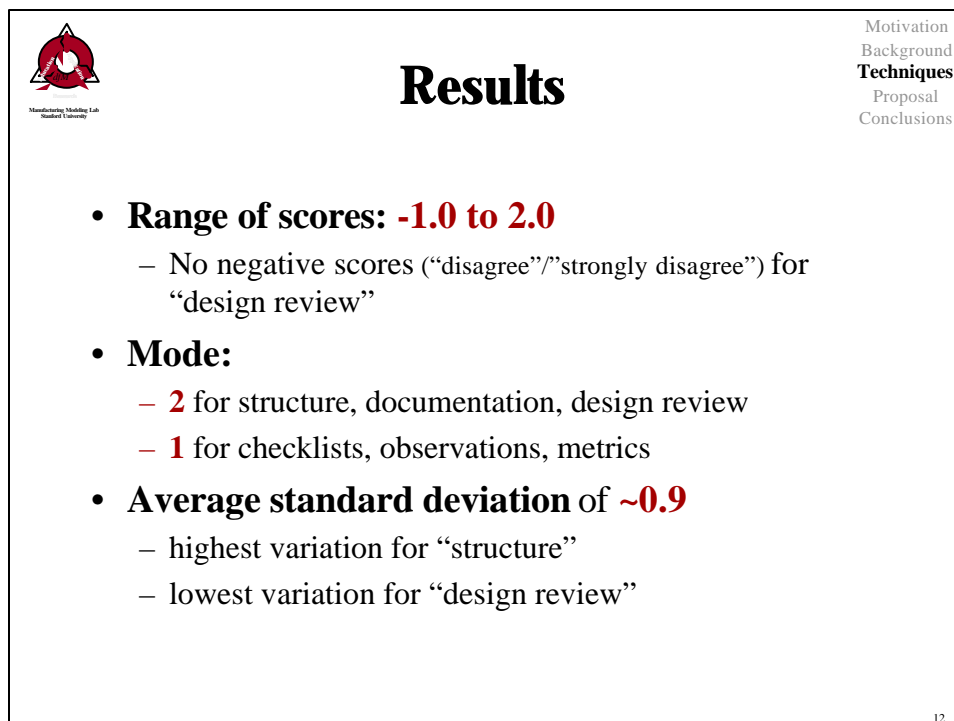 Manufacturing Modeling Lab
Stanford University
Results
Motivation
Background
Techniques
Proposal
Conclusions
• Range of scores: -1.0 to 2.0
– No negative scores (“disagree”/”strongly disagree”) for
“design review”
• Mode:
– 2 for structure, documentation, design review
– 1 for checklists, observations, metrics
• Average standard deviation of ~0.9
– highest variation for “structure”
– lowest variation for “design review”
12